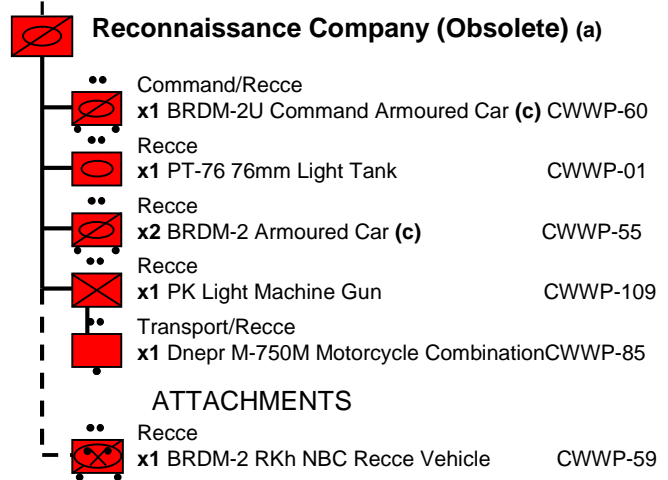 Reconnaissance Company (Obsolete) (a)
Command/Recce
x1 BRDM-2U Command Armoured Car (c) CWWP-60
Recce
x1 PT-76 76mm Light Tank CWWP-01
Recce
x2 BRDM-2 Armoured Car (c) CWWP-55
Recce
x1 PK Light Machine Gun CWWP-109
Transport/Recce
x1 Dnepr M-750M Motorcycle CombinationCWWP-85
ATTACHMENTS
Recce
x1 BRDM-2 RKh NBC Recce Vehicle CWWP-59